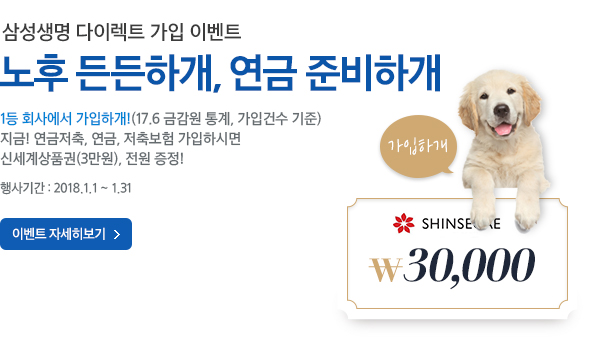 삼성생명 다이렉트 가입 이벤트
노후 든든하개, 연금 준비하개
1등 회사에서 가입하개!(17.6 금감원 통계, 가입건수 기준)
지금! 연금저축, 연금, 저축보험 가입하시면
신세계상품권(3만원), 전원 증정!
행사기간 : 2018.1.1 ~ 1.31
이벤트 자세히보기 >
가입하개
₩30,000